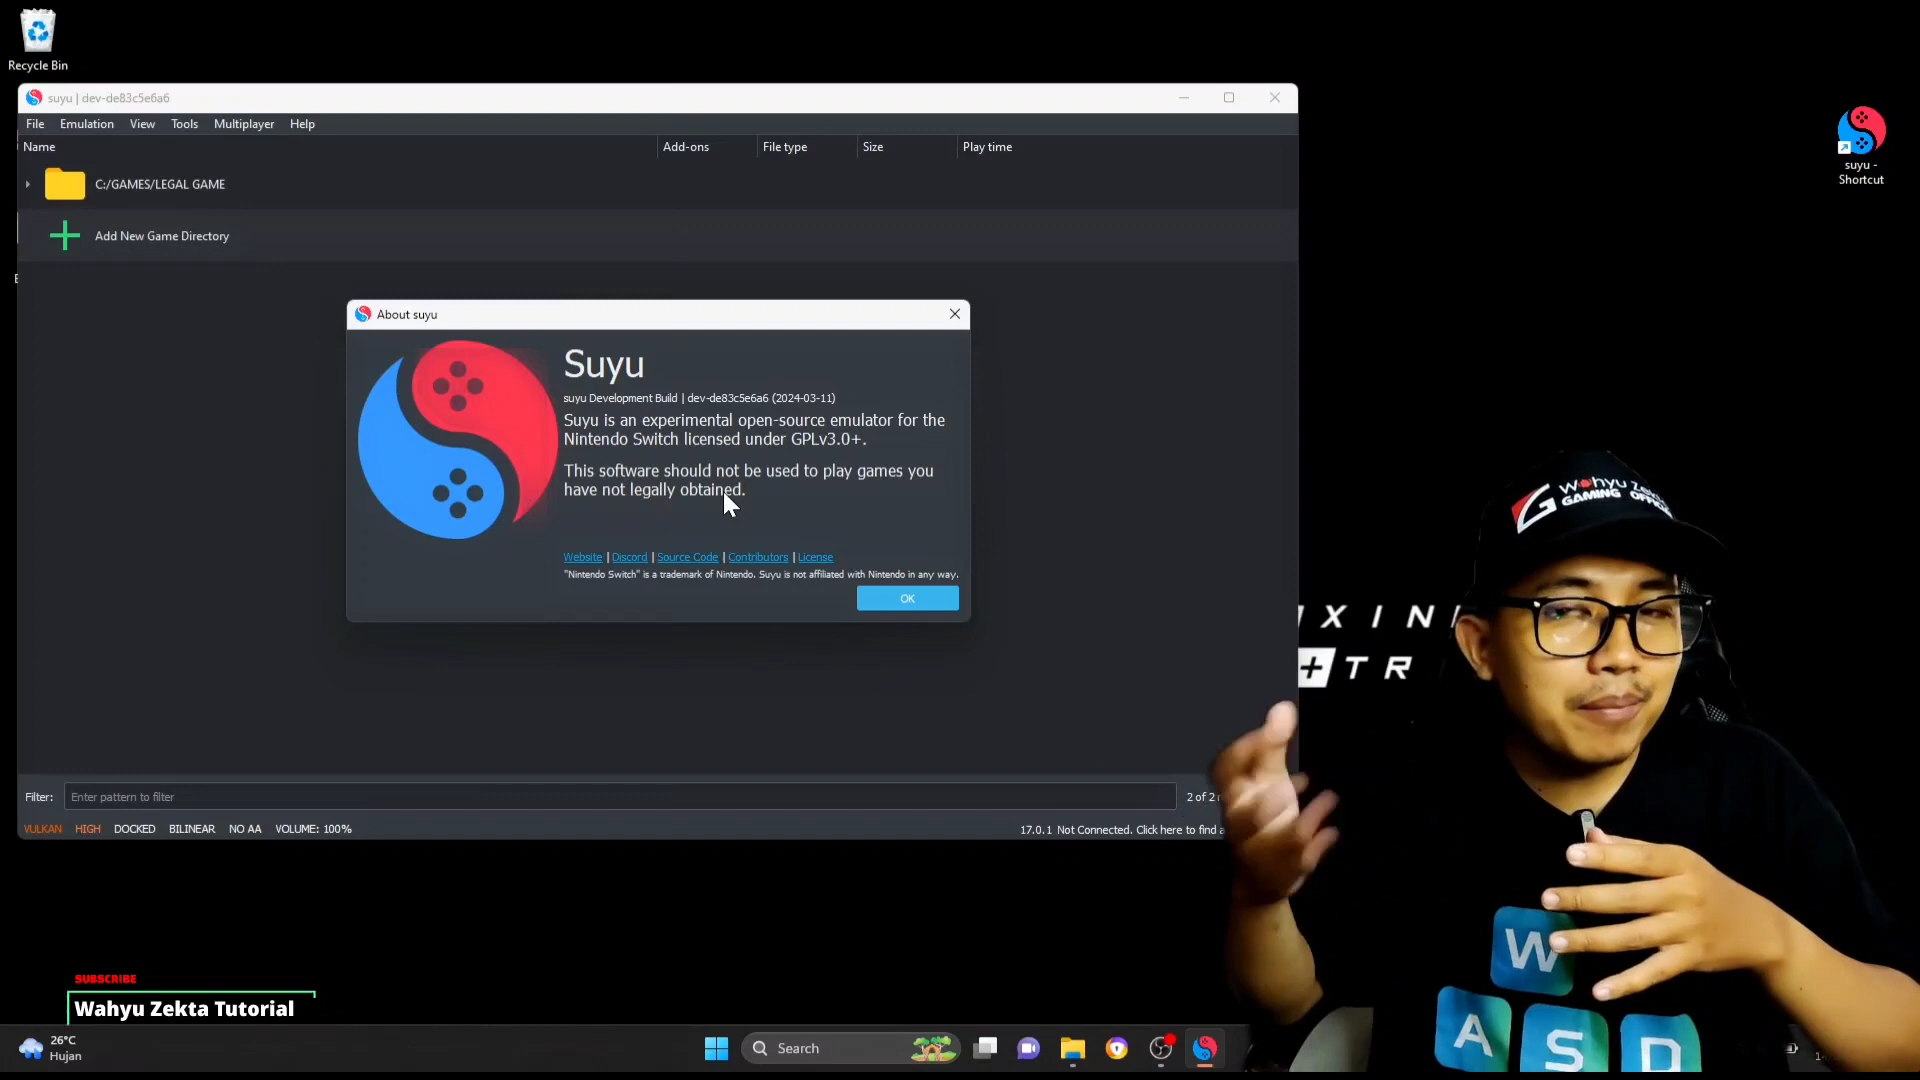 Recycle Bin
suyu | dev-de83c5e6a6
File Emulation View Tools Multiplayer Help
Name Add-ons File type Size Play time
C:/GAMES/LEGAL GAME
Add New Game Directory
suyu -
Shortcut
About suyu
Suyu
suyu Development Build | dev-de83c5e6a6 (2024-03-11)
Suyu is an experimental open-source emulator for the
Nintendo Switch licensed under GPLv3.0+.
This software should not be used to play games you
have not legally obtained.
Website | Discord | Source Code | Contributors | License
"Nintendo Switch" is a trademark of Nintendo. Suyu is not affiliated with Nintendo in any way.
OK
Wahyu Zekta
GAMING
Filter: Enter pattern to filter 2 of 2
VULKAN HIGH DOCKED BILINEAR NO AA VOLUME: 100% 17.0.1 Not Connected. Click here to find
W
A S D
SUBSCRIBE
Wahyu Zekta Tutorial
26°C
Hujan
Search